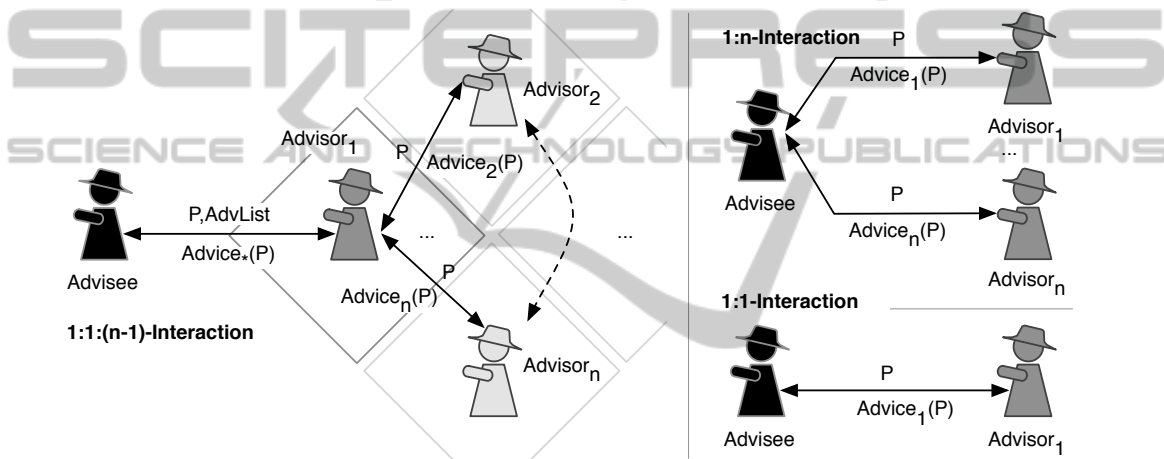 SCITEPRESS
SCIENCE AND TECHNOLOGY PUBLICATIONS
Advisor2
Advisor1
P
Advice2(P)
P,AdvList
Advice*(P)
Advisee
...
...
P
Advicen(P)
1:1:(n-1)-Interaction
Advisorn
1:n-Interaction
P
Advice1(P)
Advisor1
...
Advisee
P
Advicen(P)
Advisorn
1:1-Interaction
P
Advice1(P)
Advisee
Advisor1